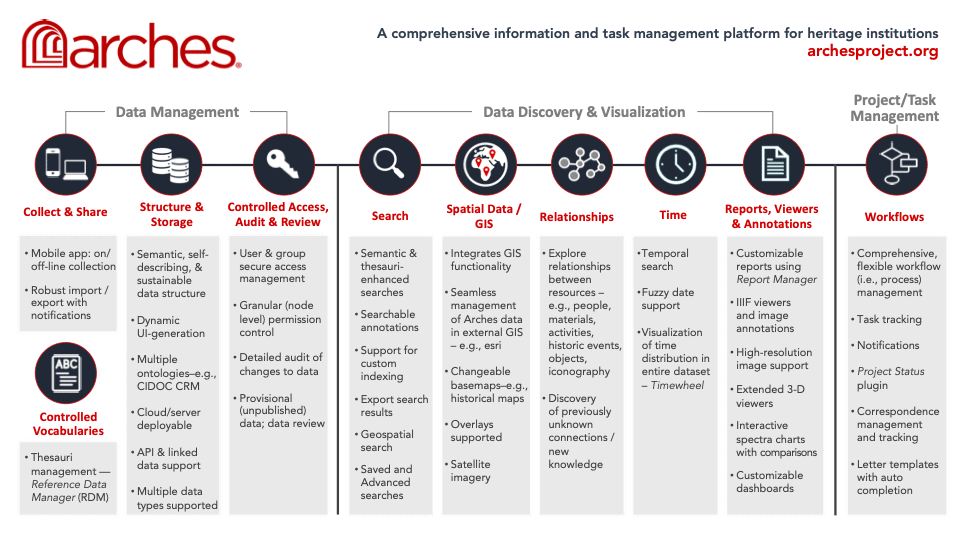 arches®
A comprehensive information and task management platform for heritage institutions
archesproject.org
Data Management
Data Discovery & Visualization
Project/Task
Management
Collect & Share
• Mobile app: on/
off-line collection
• Robust import /
export with
notifications
ABC
Controlled
Vocabularies
• Thesauri
management —
Reference Data
Manager (RDM)
Structure &
Storage
• Semantic, self-
describing, &
sustainable
data structure
• Dynamic
UI-generation
• Multiple
ontologies–e.g.,
CIDOC CRM
• Cloud/server
deployable
• API & linked
data support
• Multiple data
types supported
Controlled Access,
Audit & Review
• User & group
secure access
management
• Granular (node
level) permission
control
• Detailed audit of
changes to data
• Provisional
(unpublished)
data; data review
Search
• Semantic &
thesauri-
enhanced
searches
• Searchable
annotations
• Support for
custom
indexing
• Export search
results
• Geospatial
search
• Saved and
Advanced
searches
Spatial Data /
GIS
• Integrates GIS
functionality
• Seamless
management
of Arches data
in external GIS
– e.g., esri
• Changeable
basemaps–e.g.,
historical maps
• Overlays
supported
• Satellite
imagery
Relationships
• Explore
relationships
between
resources –
e.g., people,
materials,
activities,
historic events,
objects,
iconography
• Discovery
of previously
unknown
connections /
new
knowledge
Time
• Temporal
search
• Fuzzy date
support
• Visualization
of time
distribution in
entire dataset
– Timewheel
Reports, Viewers
& Annotations
• Customizable
reports using
Report Manager
• IIIF viewers
and image
annotations
• High-resolution
image support
• Extended 3-D
viewers
• Interactive
spectra charts
with comparisons
• Customizable
dashboards
Workflows
• Comprehensive,
flexible workflow
(i.e., process)
management
• Task tracking
• Notifications
• Project Status
plugin
• Correspondence
management
and tracking
• Letter templates
with auto
completion